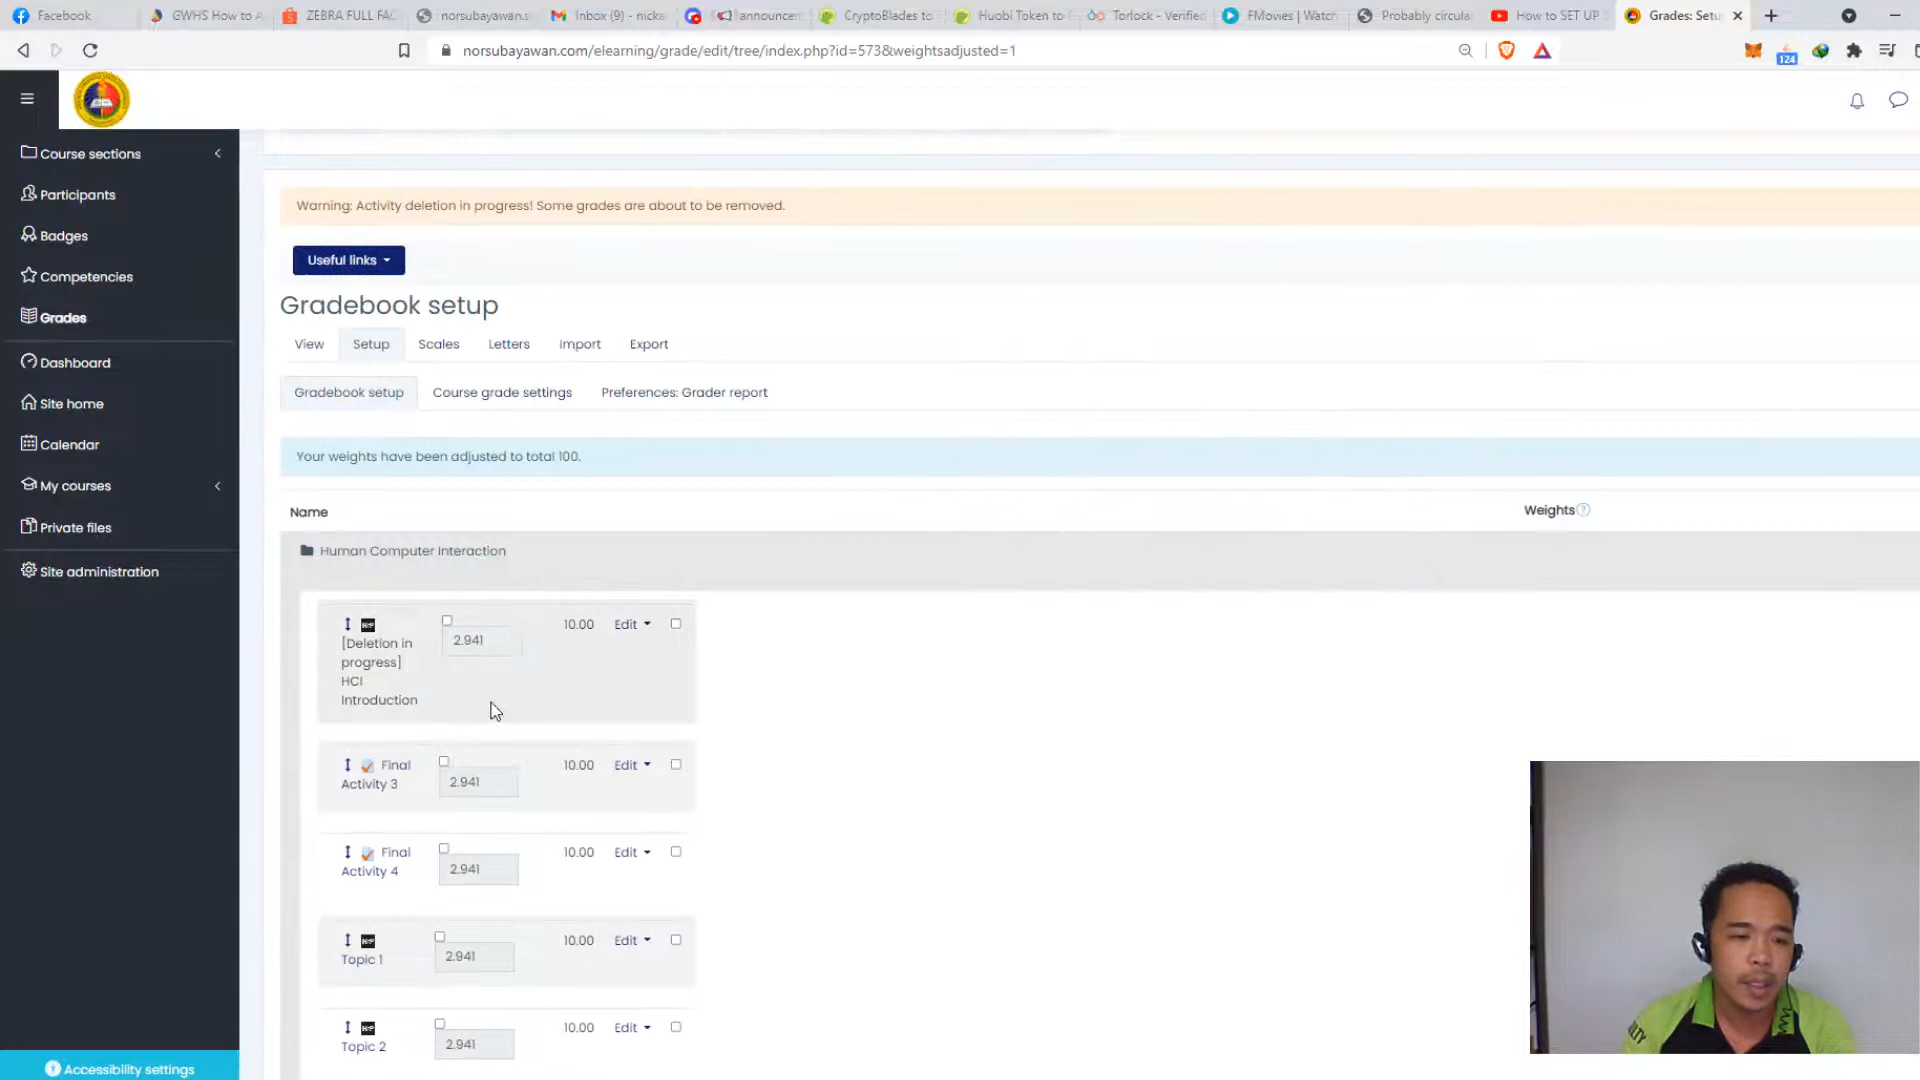 Facebook
GWHS How to A
ZEBRA FULL FAC
norsubayawan.s
Inbox (9) - nicka
announcem
CryptoBlades to
Huobi Token to
Torlock - Verified
FMovies | Watch
Probably circula
How to SET UP
Grades: Setu
norsubayawan.com/elearning/grade/edit/tree/index.php?id=573&weightsadjusted=1
124
Course sections
Participants
Badges
Competencies
Grades
Dashboard
Site home
Calendar
My courses
Private files
Site administration
Accessibility settings
Warning: Activity deletion in progress! Some grades are about to be removed.
Useful links
Gradebook setup
View Setup Scales Letters Import Export
Gradebook setup Course grade settings Preferences: Grader report
Your weights have been adjusted to total 100.
Name Weights
Human Computer Interaction
[Deletion in
progress]
HCI
Introduction
2.941 10.00 Edit
Final
Activity 3
2.941 10.00 Edit
Final
Activity 4
2.941 10.00 Edit
H-P
Topic 1
2.941 10.00 Edit
H-P
Topic 2
2.941 10.00 Edit